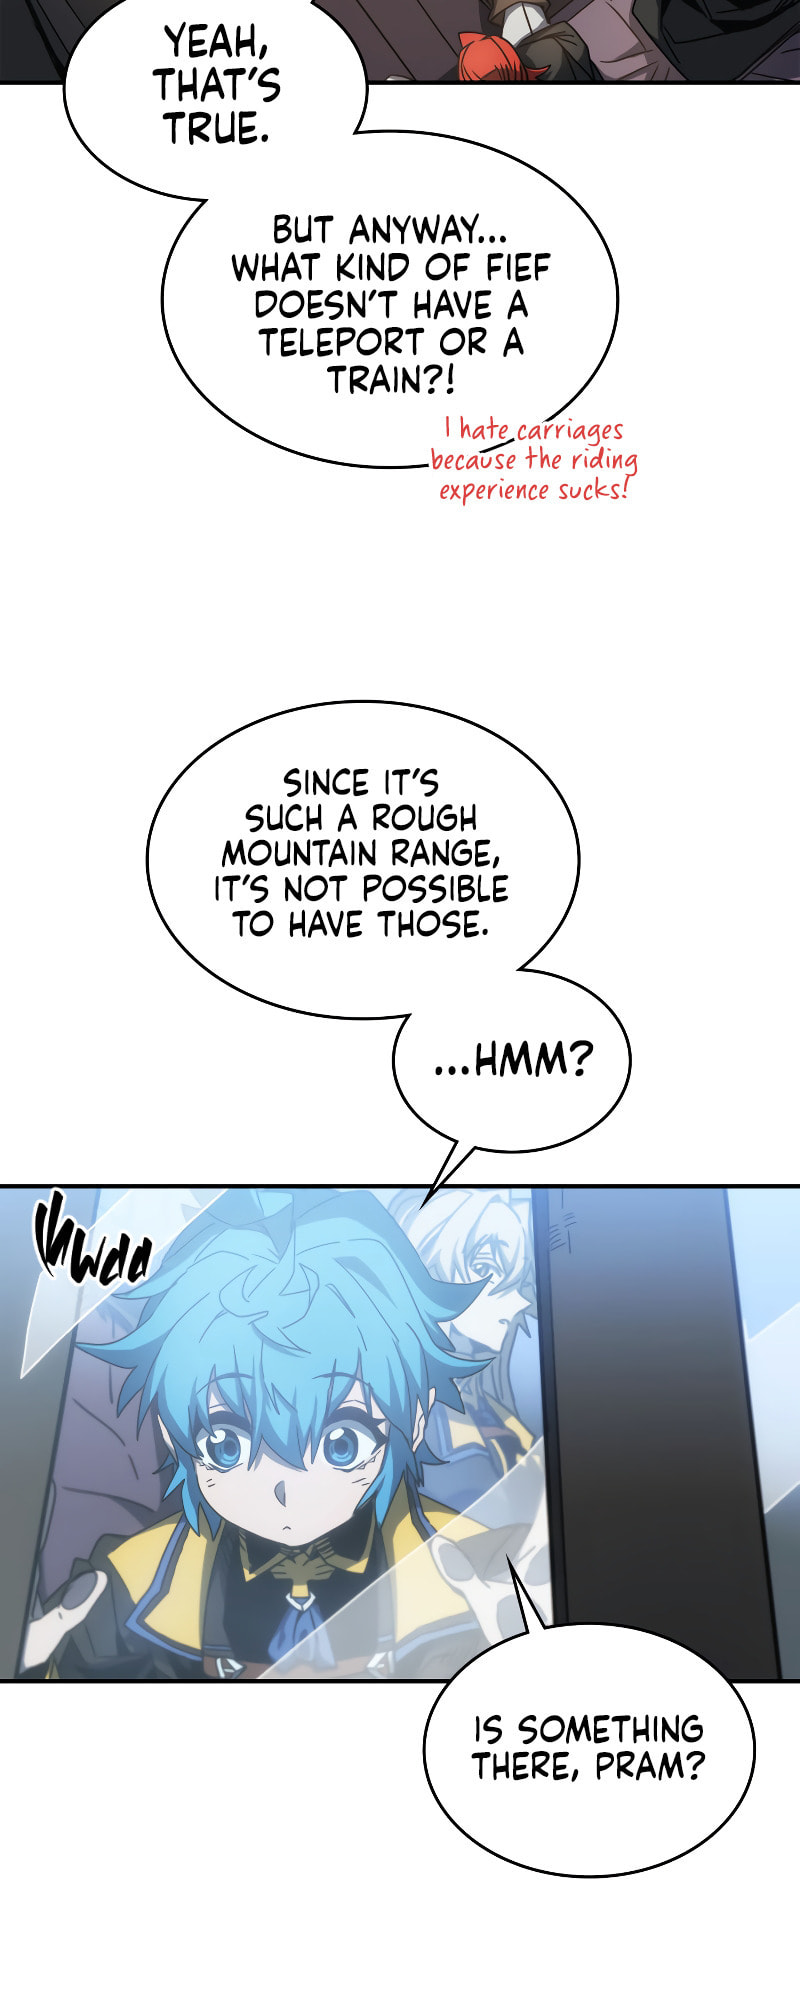 YEAH,
THAT'S
TRUE.
BUT ANYWAY...
WHAT KIND OF FIEF
DOESN'T HAVE A
TELEPORT OR A
TRAIN?!
I hate carriages
because the riding
experience sucks!
SINCE IT'S
SUCH A ROUGH
MOUNTAIN RANGE,
IT'S NOT POSSIBLE
TO HAVE THOSE.
...HMM?
IS SOMETHING
THERE, PRAM?